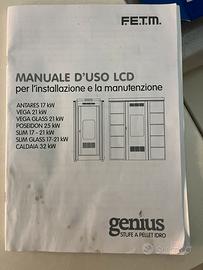 F.E.T.M.
MANUALE D'USO LCD
per l'installazione e la manutenzione
ANTARES 17 kW
VEGA 21 kW
VEGA GLASS 21 kW
POSEIDON 25 kW
SLIM 17 - 21 kW
SLIM GLASS 17-21 kW
CALDAIA 32 kW
genius
STUFE A PELLET IDRO
subito